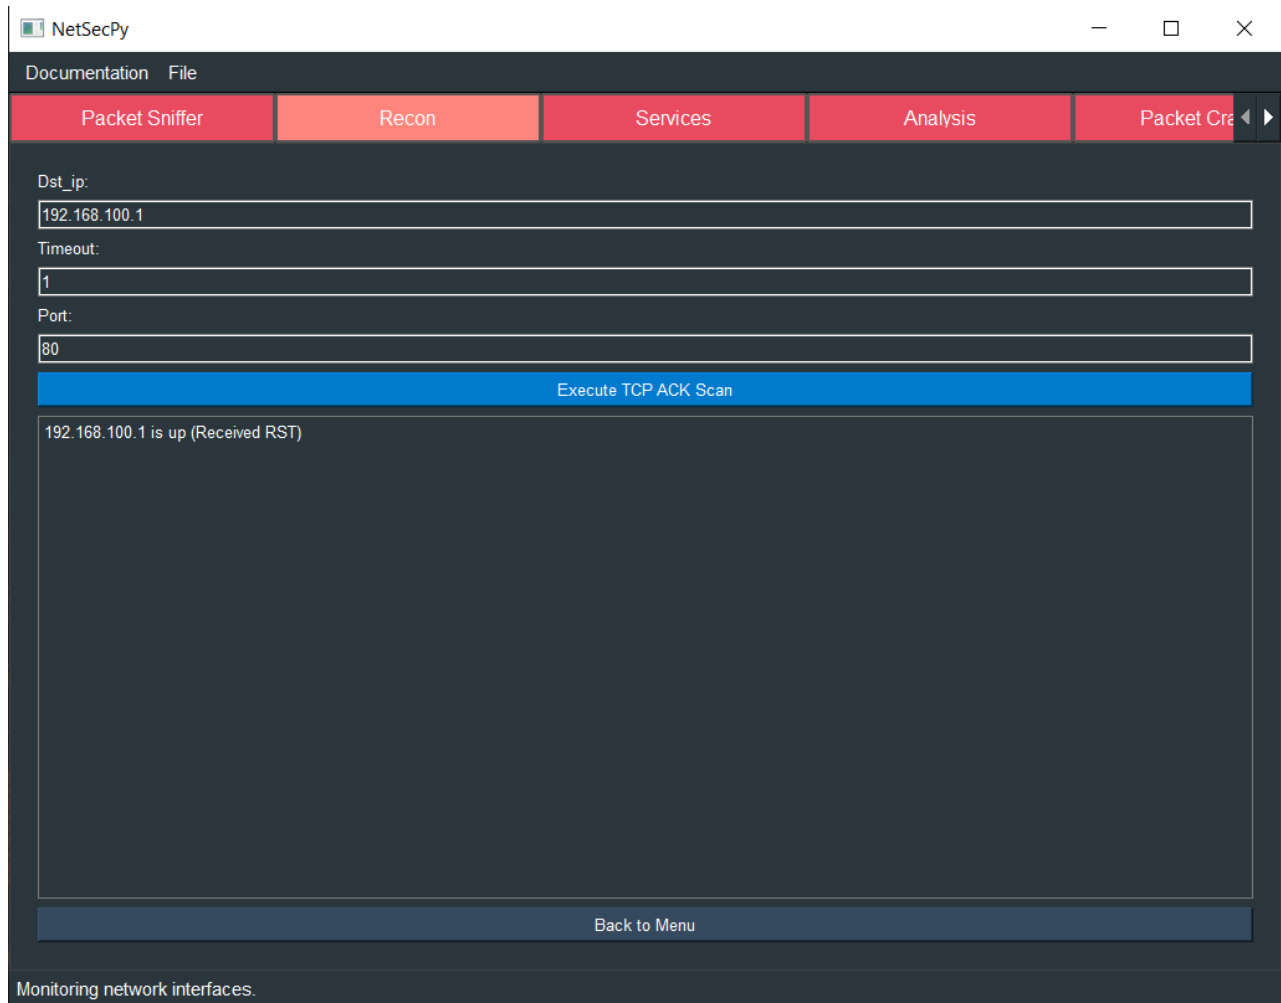 NetSecPy
Documentation File
Packet Sniffer Recon Services Analysis Packet Cra
Dst_ip:
192.168.100.1
Timeout:
1
Port:
80
Execute TCP ACK Scan
192.168.100.1 is up (Received RST)
Back to Menu
Monitoring network interfaces.